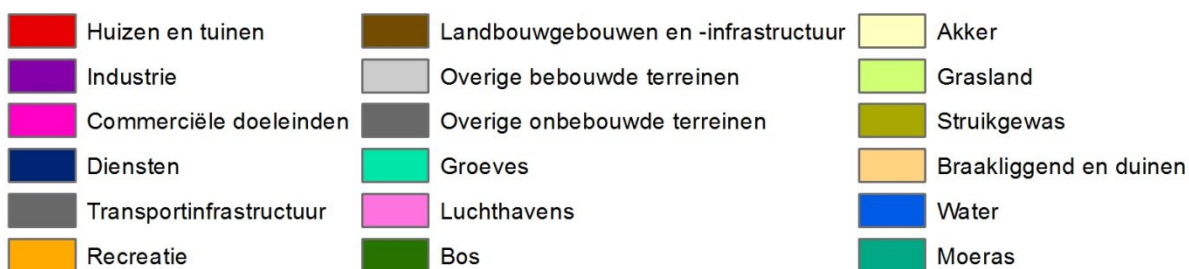 Huizen en tuinen
Industrie
Commerciële doeleinden
Diensten
Transportinfrastructuur
Recreatie
Landbouwgebouwen en -infrastructuur
Overige bebouwde terreinen
Overige onbebouwde terreinen
Groeves
Luchthavens
Bos
Akker
Grasland
Struikgewas
Braakliggend en duinen
Water
Moeras